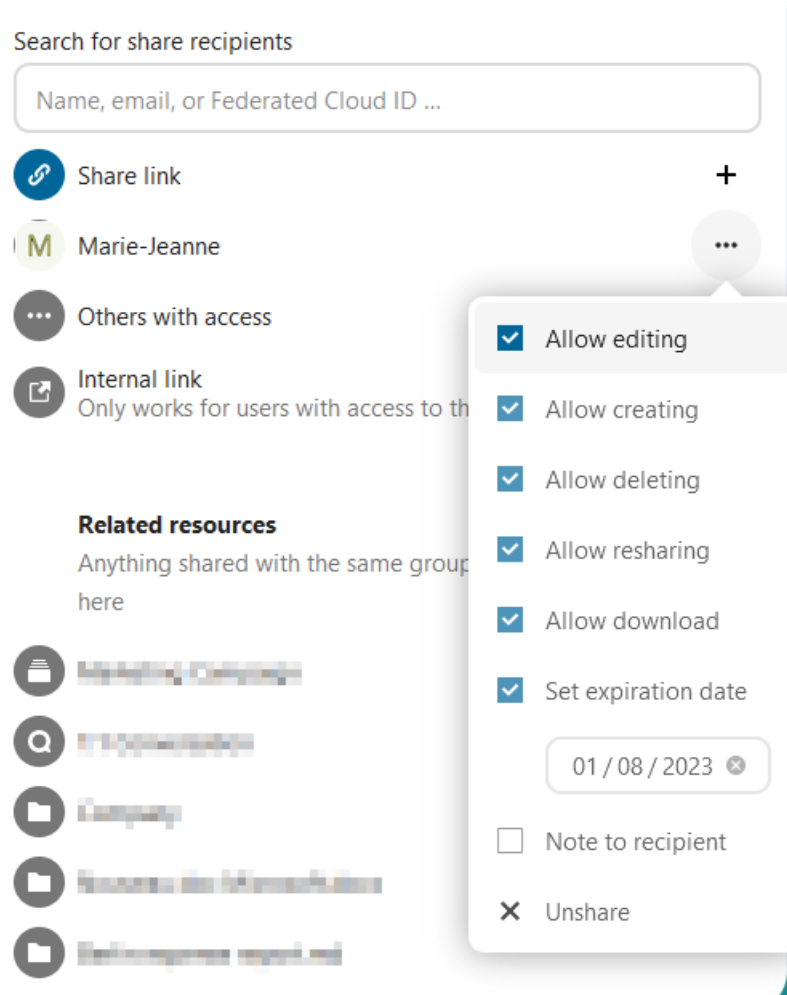 Search for share recipients
Name, email, or Federated Cloud ID ...
Share link
M Marie-Jeanne
Others with access
Internal link
Only works for users with access to th
Related resources
Anything shared with the same group
here
Allow editing
Allow creating
Allow deleting
Allow resharing
Allow download
Set expiration date
01 / 08 / 2023
Note to recipient
Unshare